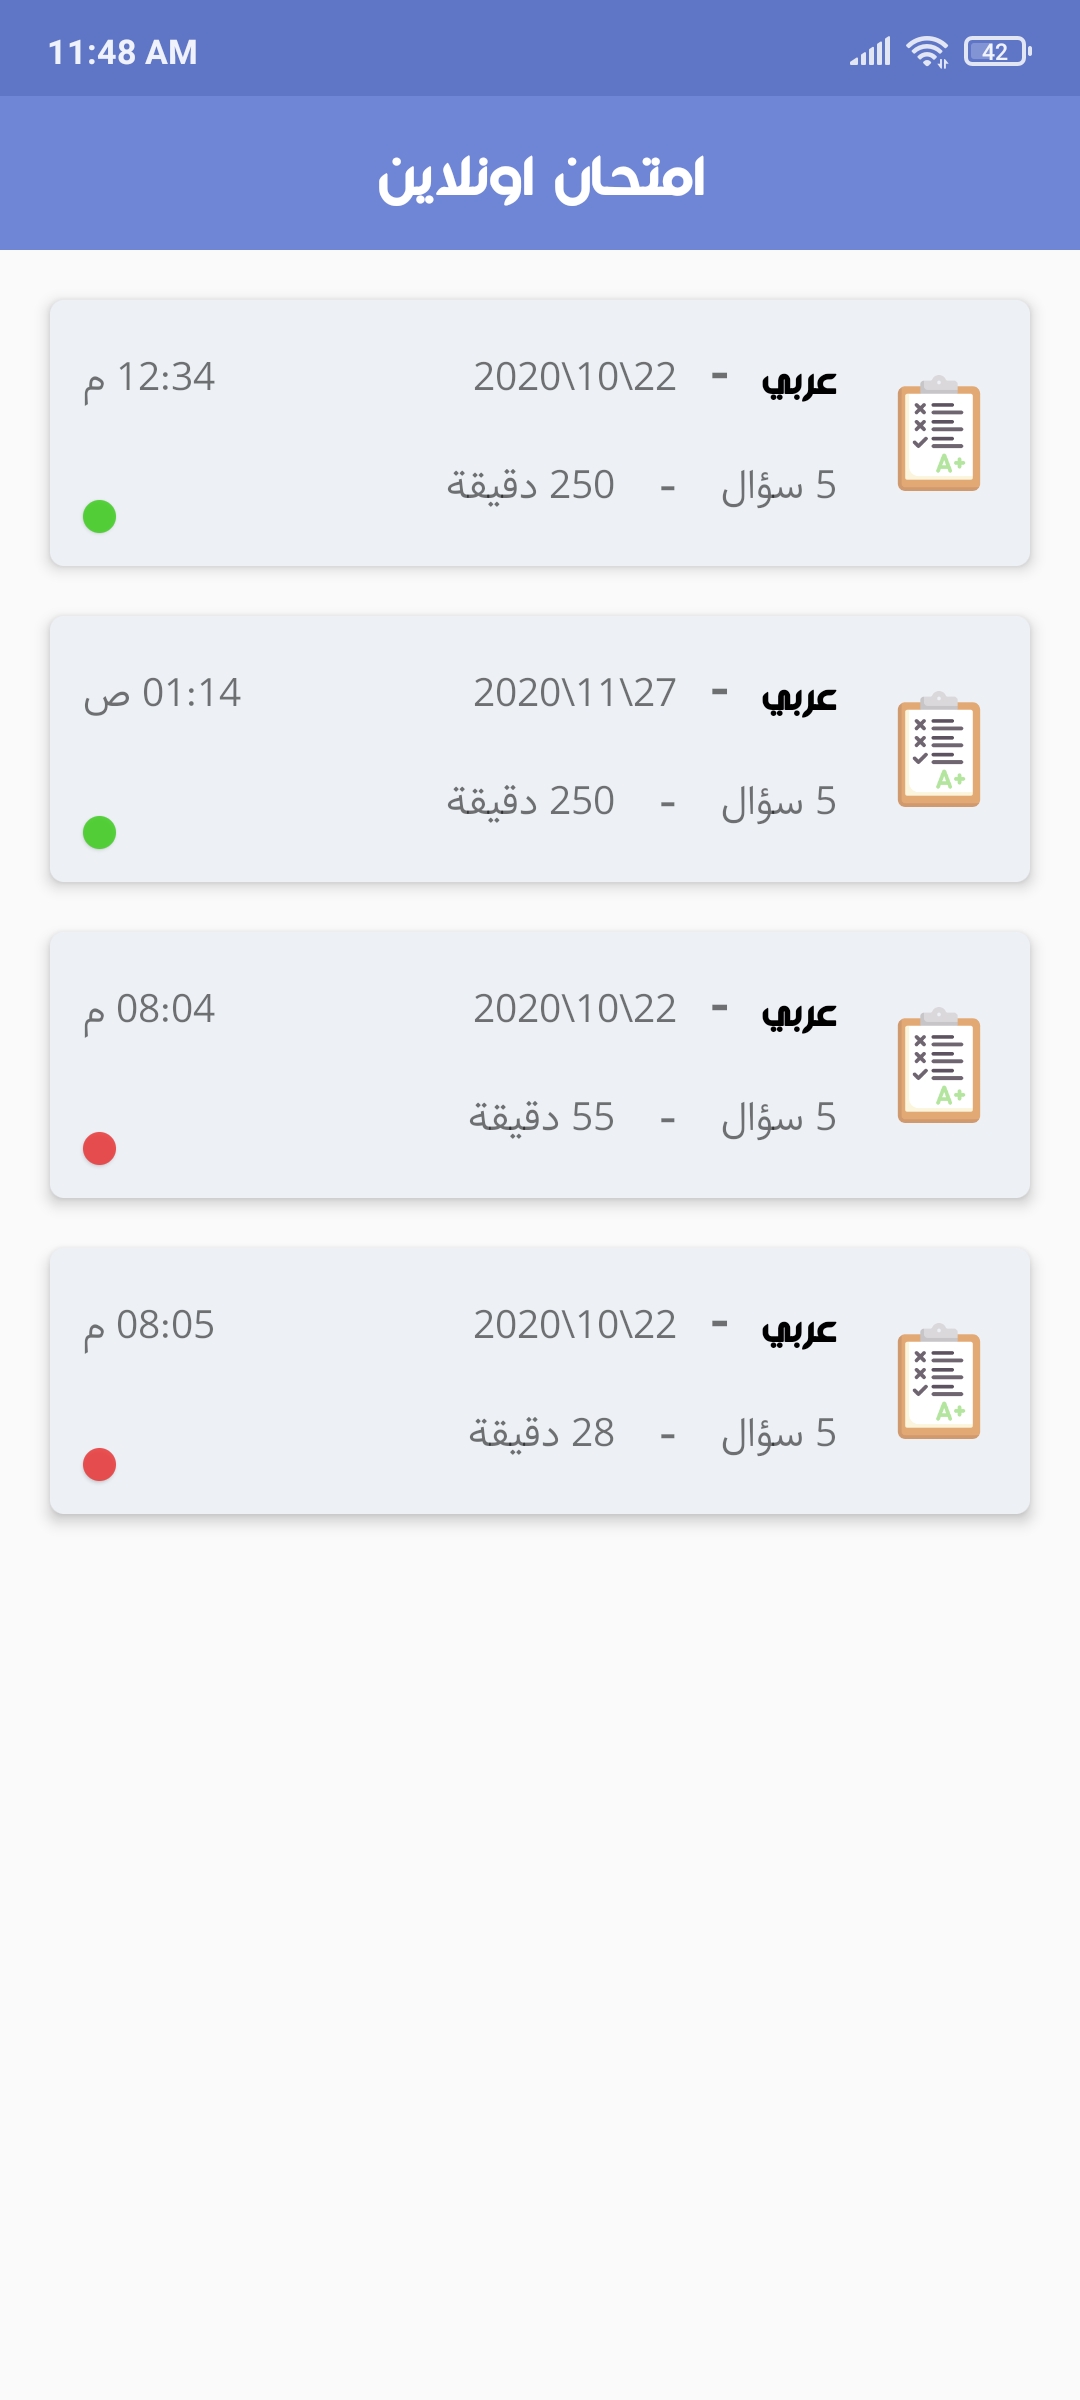 11:48 AM 42
امتحان اونلاين
عربي - 22\10\2020 12:34 م
5 سؤال - 250 دقيقة
A+
عربي - 27\11\2020 01:14 ص
5 سؤال - 250 دقيقة
A+
عربي - 22\10\2020 08:04 م
5 سؤال - 55 دقيقة
A+
عربي - 22\10\2020 08:05 م
5 سؤال - 28 دقيقة
A+